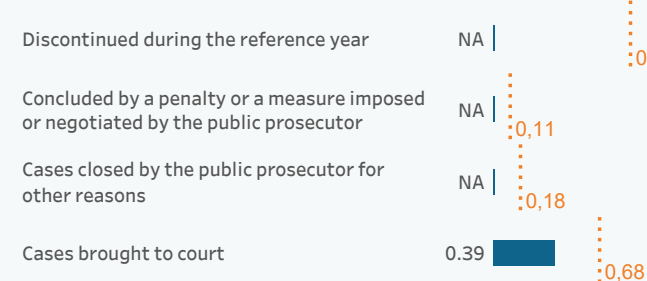 Discontinued during the reference year NA
0
Concluded by a penalty or a measure imposed
or negotiated by the public prosecutor NA
0,11
Cases closed by the public prosecutor for
other reasons NA
0,18
Cases brought to court 0.39
0,68